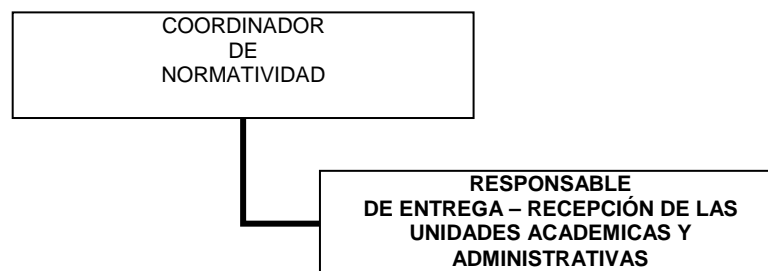 COORDINADOR
DE
NORMATIVIDAD
RESPONSABLE
DE ENTREGA – RECEPCIÓN DE LAS
UNIDADES ACADEMICAS Y
ADMINISTRATIVAS